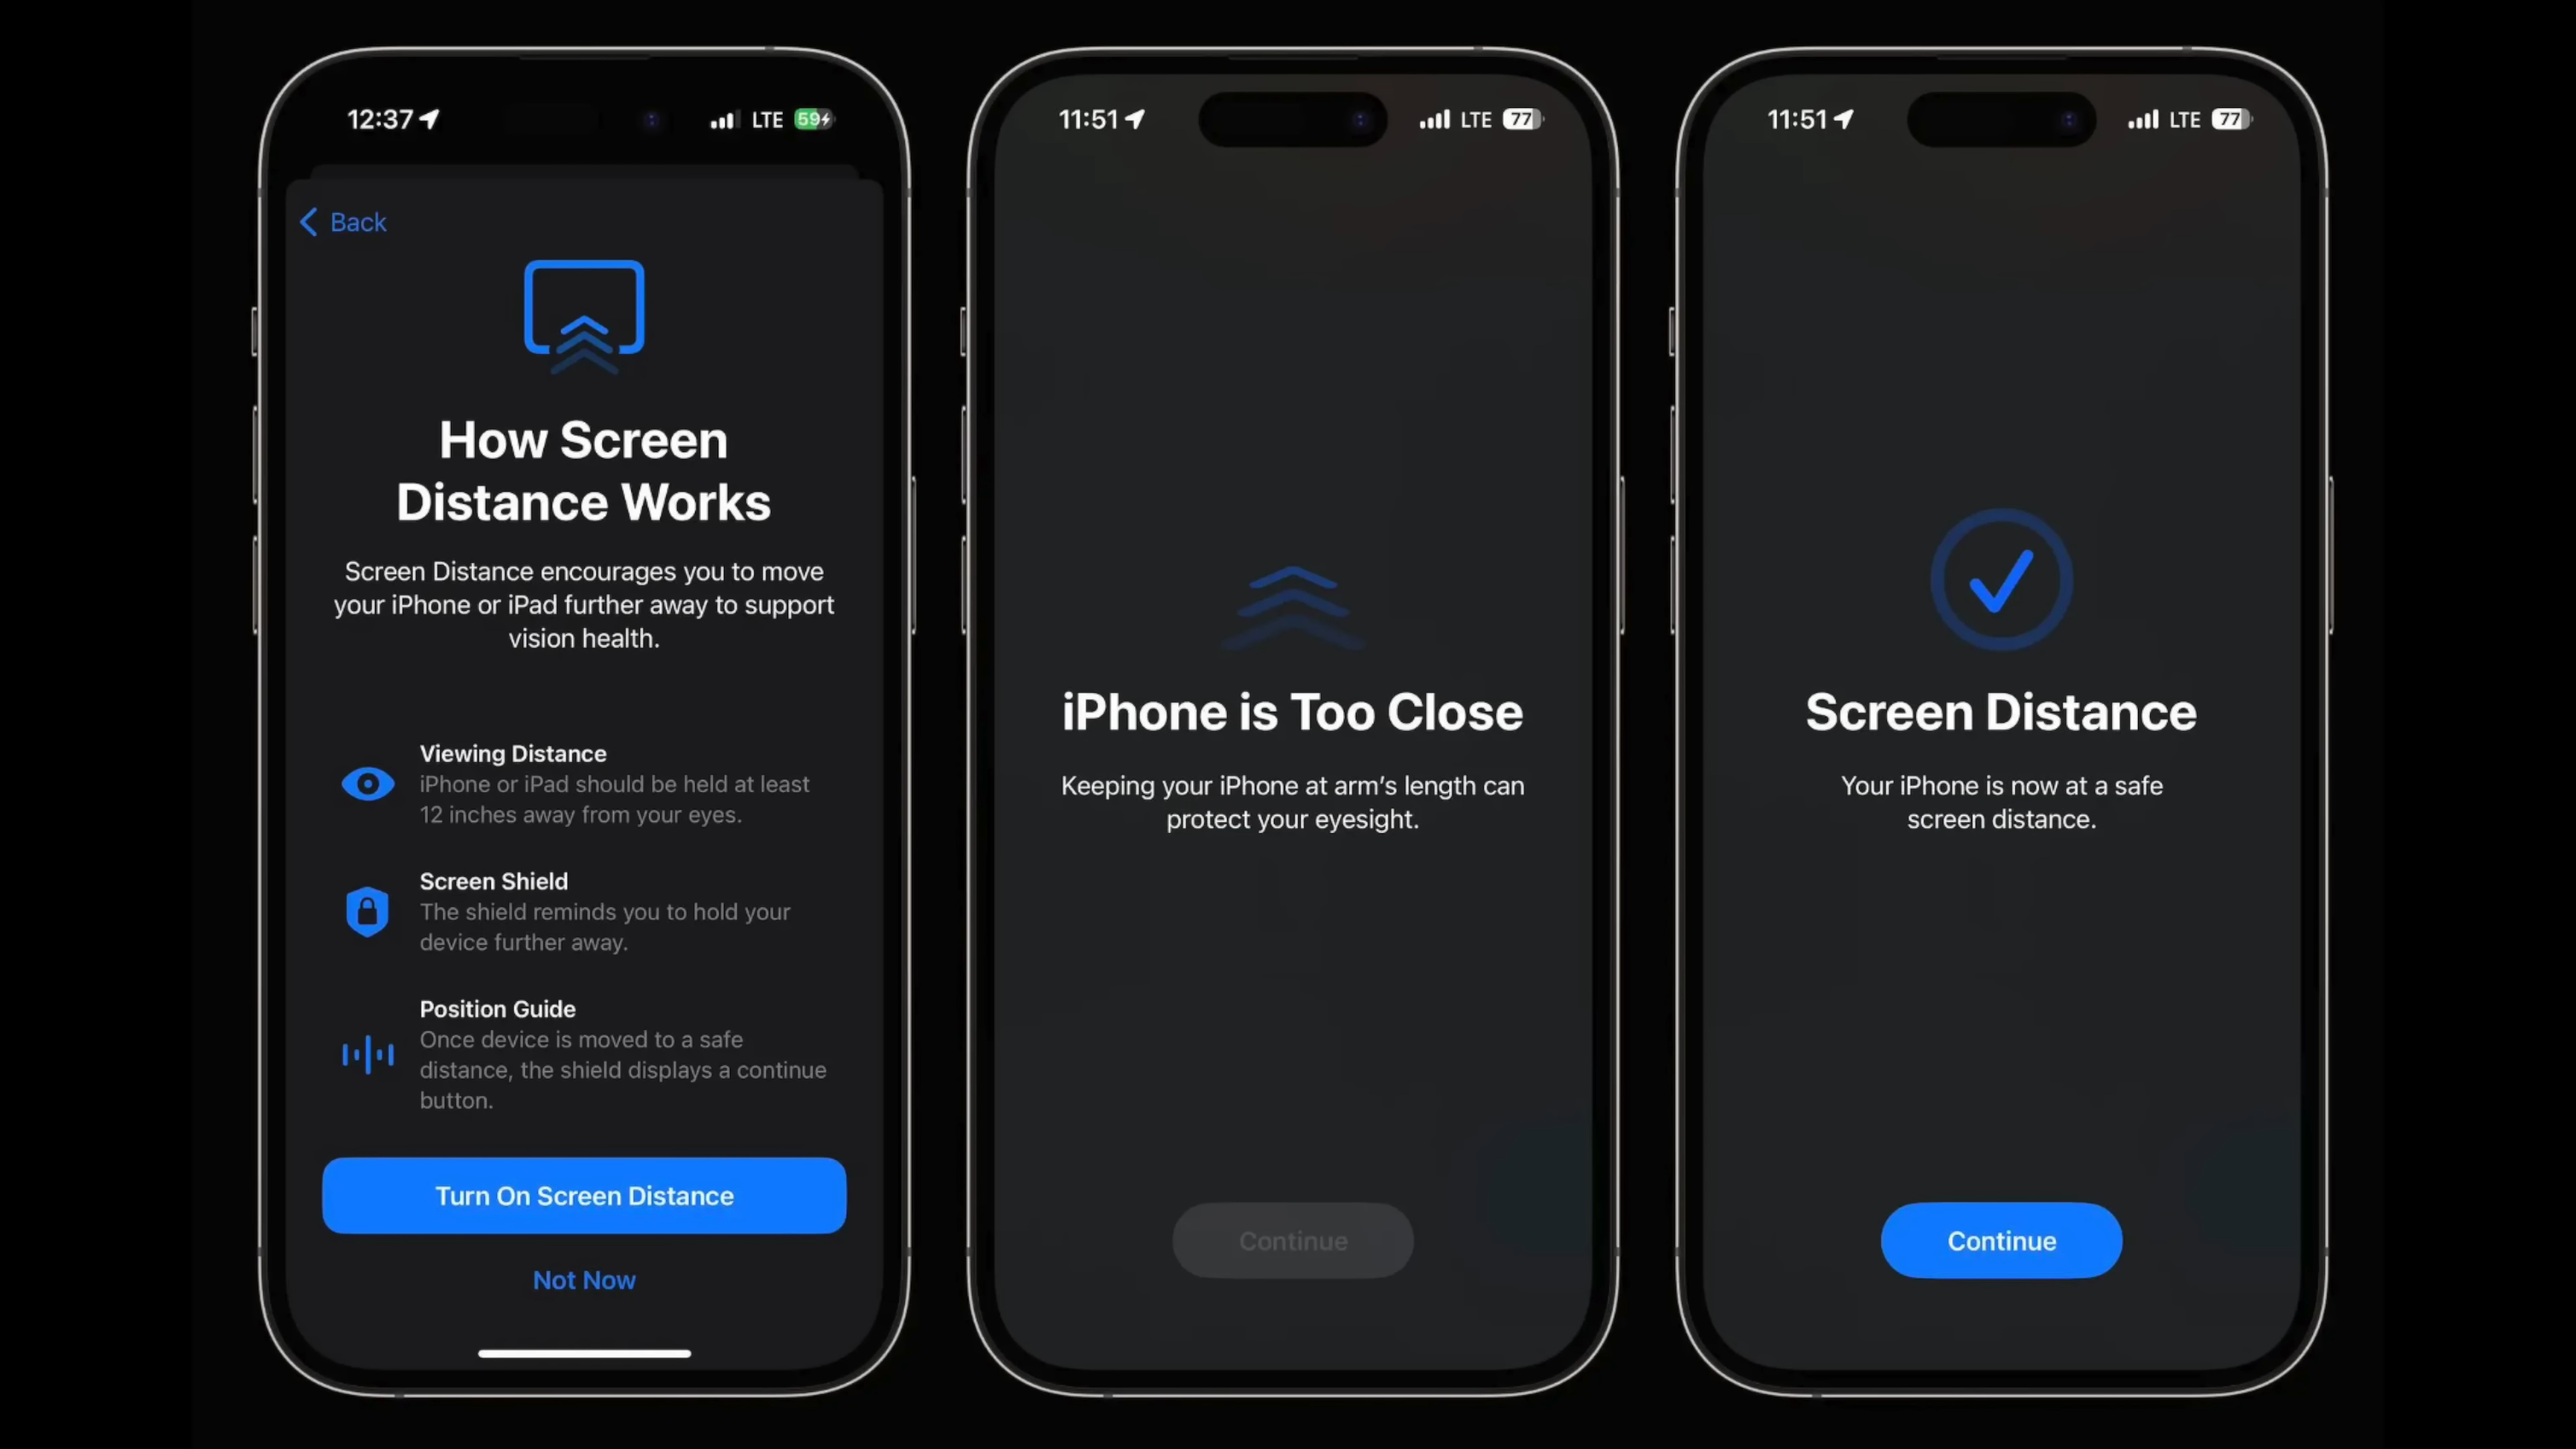 12:37
LTE
59
Back
How Screen
Distance Works
Screen Distance encourages you to move
your iPhone or iPad further away to support
vision health.
Viewing Distance
iPhone or iPad should be held at least
12 inches away from your eyes.
Screen Shield
The shield reminds you to hold your
device further away.
Position Guide
Once device is moved to a safe
distance, the shield displays a continue
button.
Turn On Screen Distance
Not Now
11:51
LTE
77
iPhone is Too Close
Keeping your iPhone at arm's length can
protect your eyesight.
Continue
11:51
LTE
77
Screen Distance
Your iPhone is now at a safe
screen distance.
Continue